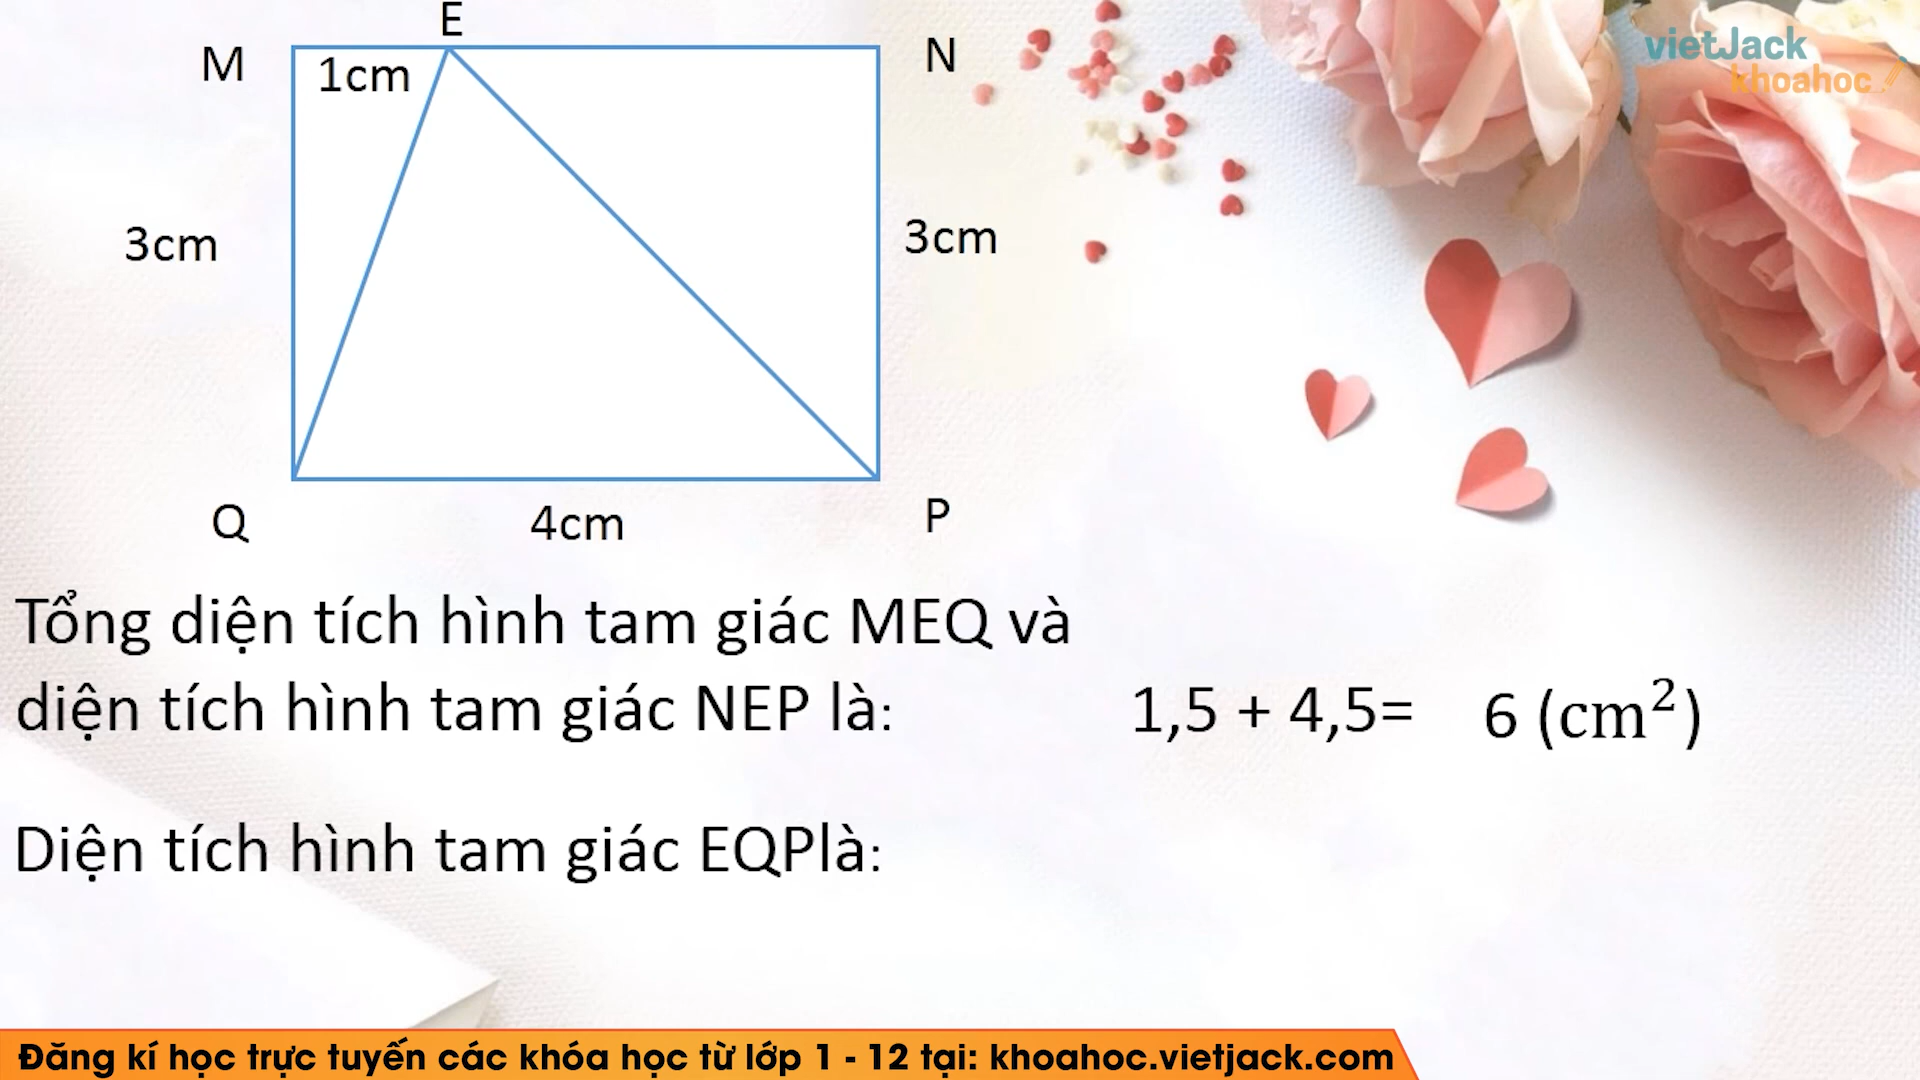 E
M
N
vietJack
khoahoc
1cm
3cm
3cm
Q
4cm
P
Tổng diện tích hình tam giác MEQ và
diện tích hình tam giác NEP là:
1,5 + 4,5= 6 (cm²)
Diện tích hình tam giác EQPlà:
Đăng kí học trực tuyến các khóa học từ lớp 1 - 12 tại: khoahoc.vietjack.com